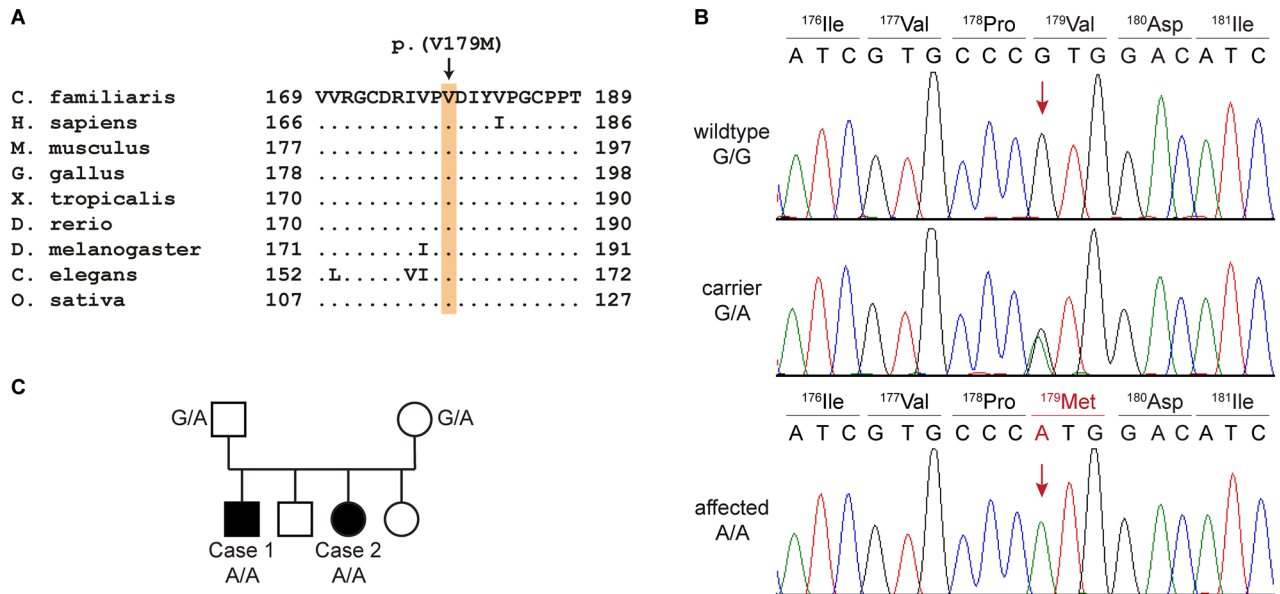 A
p.(V179M)
C. familiaris 169 VVRGCDRIVPVDIYVPGCPPT 189
H. sapiens 166 ..............I...... 186
M. musculus 177 ..................... 197
G. gallus 178 ..................... 198
X. tropicalis 170 ..................... 190
D. rerio 170 ..................... 190
D. melanogaster 171 ........I............ 191
C. elegans 152 .L.....VI............ 172
O. sativa 107 ..................... 127
B
176Ile 177Val 178Pro 179Val 180Asp 181Ile
A T C G T G C C C G T G G A C A T C
wildtype
G/G
carrier
G/A
176Ile 177Val 178Pro 179Met 180Asp 181Ile
A T C G T G C C C A T G G A C A T C
affected
A/A
C
G/A G/A
Case 1 Case 2
A/A A/A